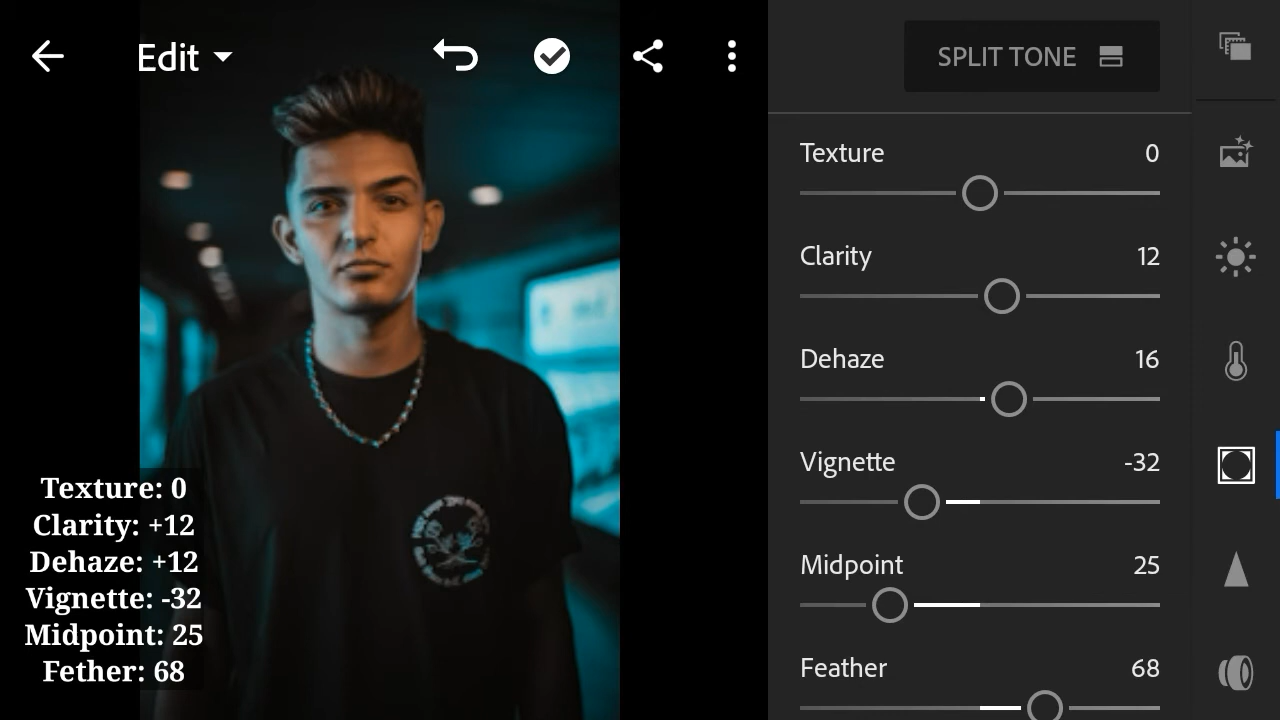 Edit
SPLIT TONE
Texture 0
Clarity 12
Dehaze 16
Vignette -32
Midpoint 25
Feather 68
Texture: 0
Clarity: +12
Dehaze: +12
Vignette: -32
Midpoint: 25
Fether: 68